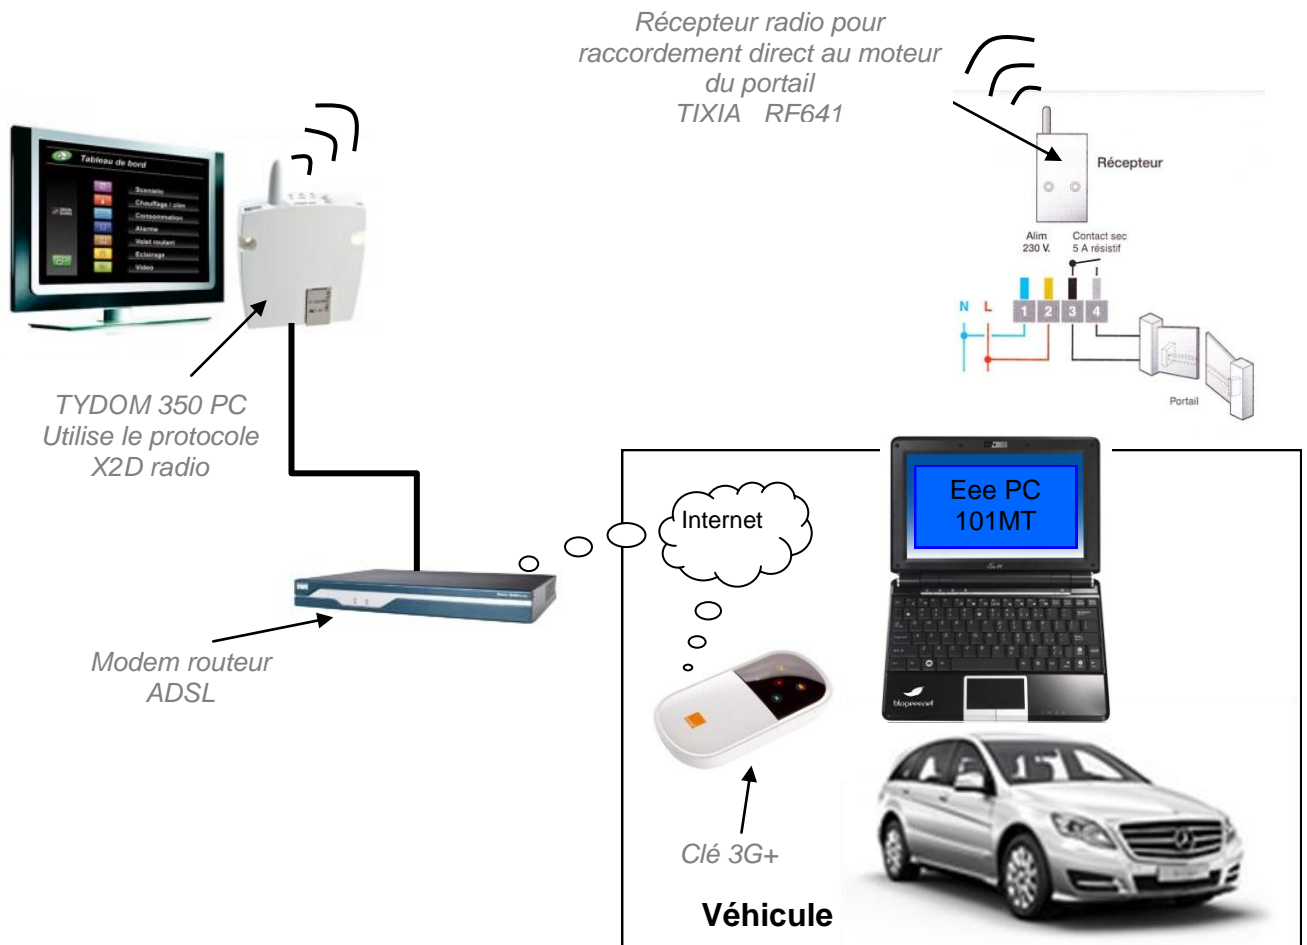 Récepteur radio pour
raccordement direct au moteur
du portail
TIXIA RF641
Tableau de bord
Scenario
Chauffage / clim
Consommation
Alarme
Volet roulant
Eclairage
Video
Récepteur
Alim
230 V.
Contact sec
5 A résistif
N L
1 2 3 4
Portail
TYDOM 350 PC
Utilise le protocole
X2D radio
Internet
Eee PC
101MT
Modem routeur
ADSL
blogeee.net
Clé 3G+
Véhicule